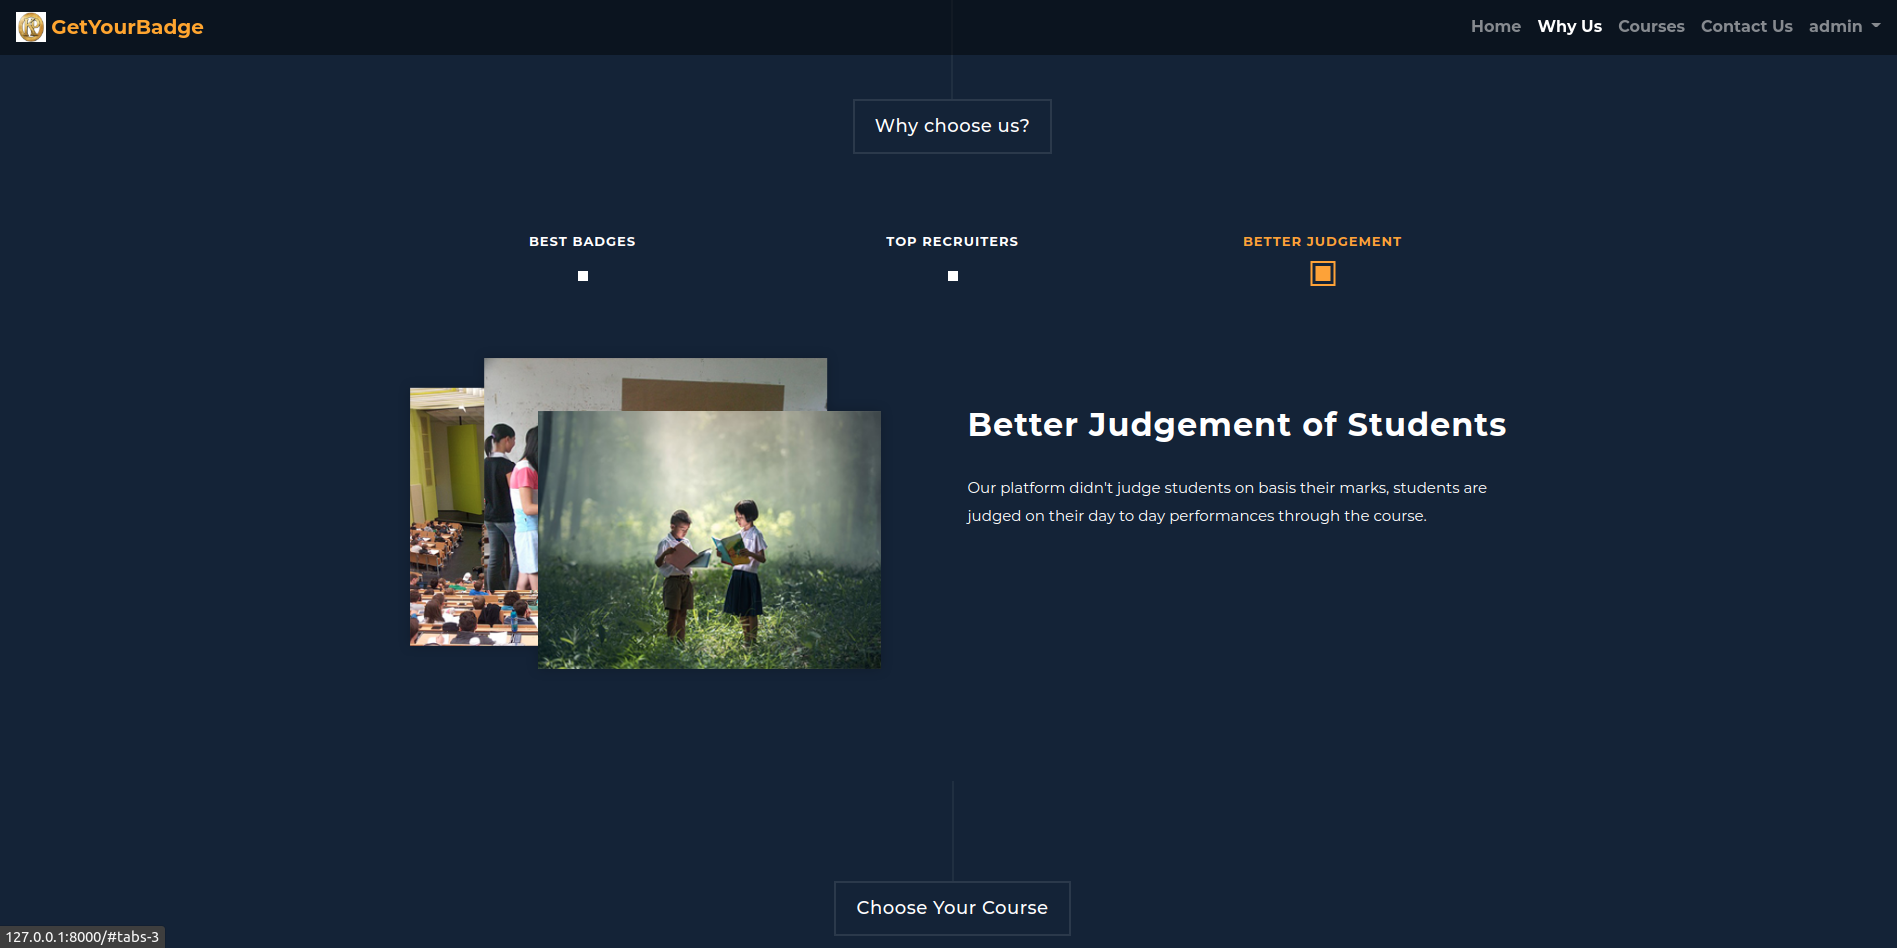 GetYourBadge
Home Why Us Courses Contact Us admin
Why choose us?
BEST BADGES
TOP RECRUITERS
BETTER JUDGEMENT
Better Judgement of Students
Our platform didn't judge students on basis their marks, students are
judged on their day to day performances through the course.
Choose Your Course
127.0.0.1:8000/#tabs-3